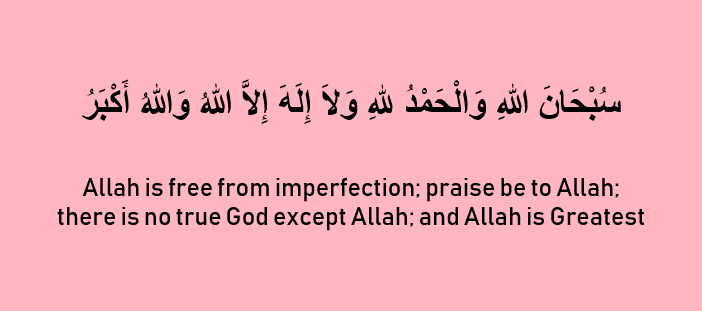 سُبْحَانَ اللهِ وَالْحَمْدُ للهِ وَلاَ إِلَهَ إِلاَّ اللهُ وَاللهُ أَكْبَرُ
Allah is free from imperfection; praise be to Allah;
there is no true God except Allah; and Allah is Greatest